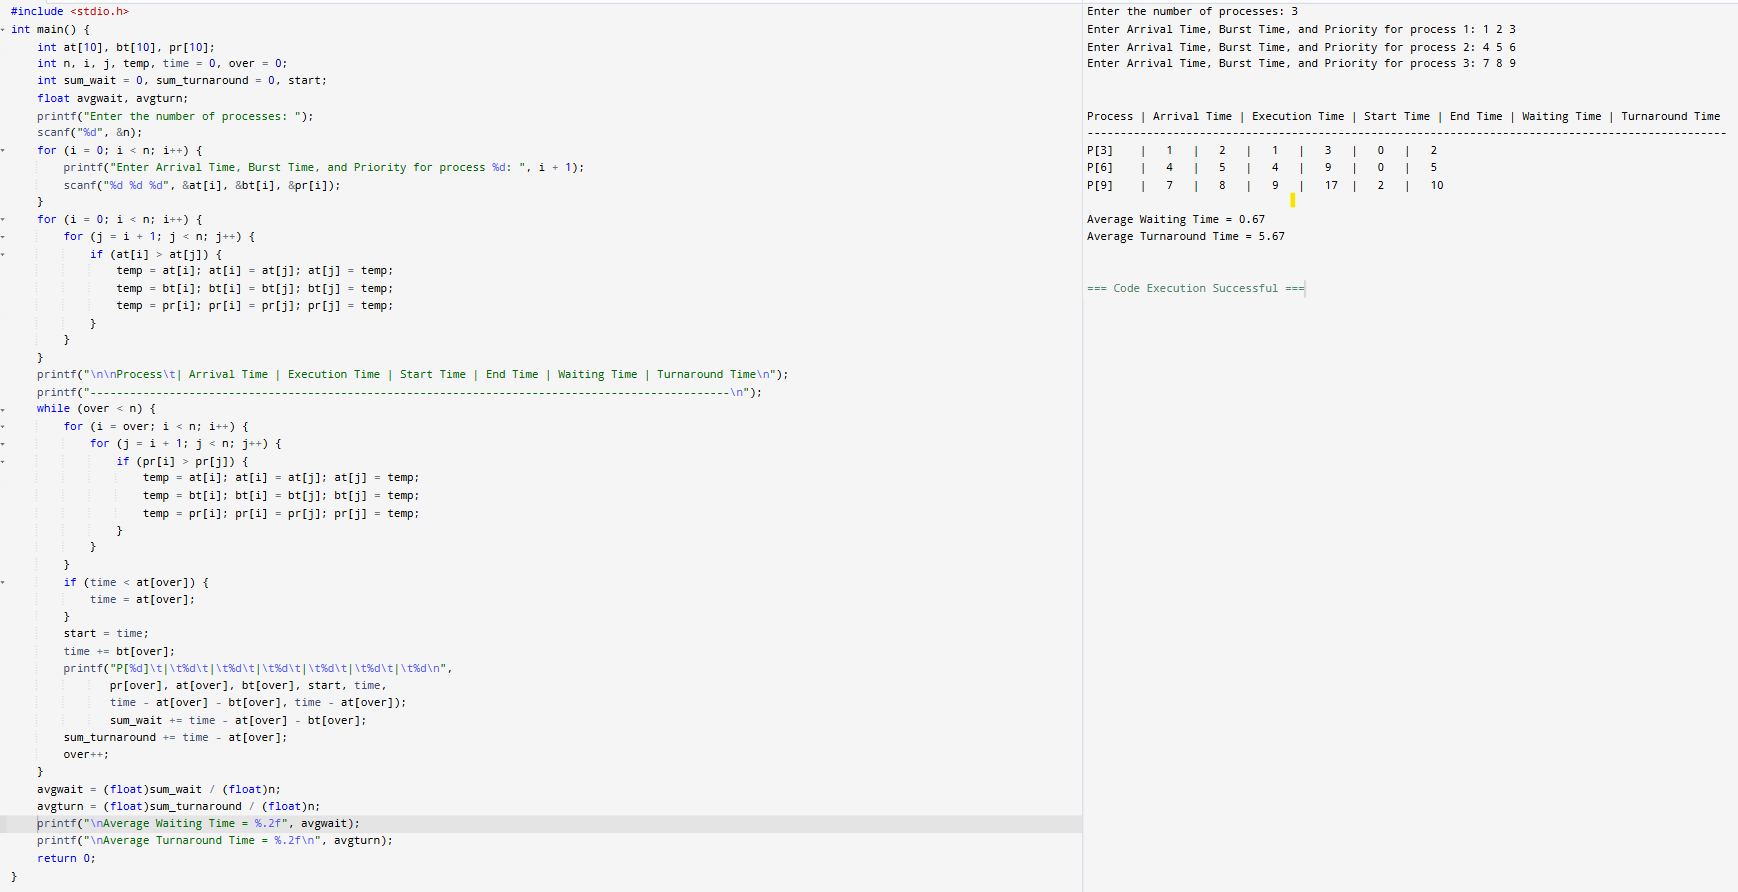 #include <stdio.h>
int main() {
    int at[10], bt[10], pr[10];
    int n, i, j, temp, time = 0, over = 0;
    int sum_wait = 0, sum_turnaround = 0, start;
    float avgwait, avgturn;
    printf("Enter the number of processes: ");
    scanf("%d", &n);
    for (i = 0; i < n; i++) {
        printf("Enter Arrival Time, Burst Time, and Priority for process %d: ", i + 1);
        scanf("%d %d %d", &at[i], &bt[i], &pr[i]);
    }
    for (i = 0; i < n; i++) {
        for (j = i + 1; j < n; j++) {
            if (at[i] > at[j]) {
                temp = at[i]; at[i] = at[j]; at[j] = temp;
                temp = bt[i]; bt[i] = bt[j]; bt[j] = temp;
                temp = pr[i]; pr[i] = pr[j]; pr[j] = temp;
            }
        }
    }
    printf("\n\nProcess\t| Arrival Time | Execution Time | Start Time | End Time | Waiting Time | Turnaround Time\n");
    printf("-------------------------------------------------------------------------------------------------\n");
    while (over < n) {
        for (i = over; i < n; i++) {
            for (j = i + 1; j < n; j++) {
                if (pr[i] > pr[j]) {
                    temp = at[i]; at[i] = at[j]; at[j] = temp;
                    temp = bt[i]; bt[i] = bt[j]; bt[j] = temp;
                    temp = pr[i]; pr[i] = pr[j]; pr[j] = temp;
                }
            }
        }
        if (time < at[over]) {
            time = at[over];
        }
        start = time;
        time += bt[over];
        printf("P[%d]\t|\t%d\t|\t%d\t|\t%d\t|\t%d\t|\t%d\t|\t%d\n",
               pr[over], at[over], bt[over], start, time,
               time - at[over] - bt[over], time - at[over]);
               sum_wait += time - at[over] - bt[over];
        sum_turnaround += time - at[over];
        over++;
    }
    avgwait = (float)sum_wait / (float)n;
    avgturn = (float)sum_turnaround / (float)n;
    printf("\nAverage Waiting Time = %.2f", avgwait);
    printf("\nAverage Turnaround Time = %.2f\n", avgturn);
    return 0;
}
Enter the number of processes: 3
Enter Arrival Time, Burst Time, and Priority for process 1: 1 2 3
Enter Arrival Time, Burst Time, and Priority for process 2: 4 5 6
Enter Arrival Time, Burst Time, and Priority for process 3: 7 8 9
Process | Arrival Time | Execution Time | Start Time | End Time | Waiting Time | Turnaround Time
-------------------------------------------------------------------------------------------------
P[3]    |   1   |   2   |   1   |   3   |   0   |   2
P[6]    |   4   |   5   |   4   |   9   |   0   |   5
P[9]    |   7   |   8   |   9   |   17  |   2   |   10
Average Waiting Time = 0.67
Average Turnaround Time = 5.67
=== Code Execution Successful ===